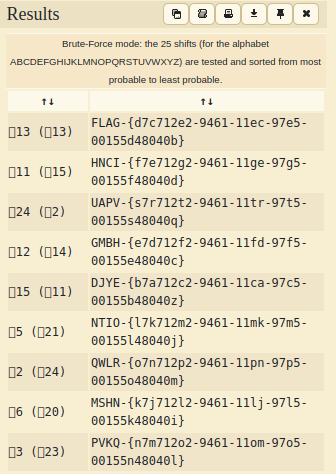 Results
Brute-Force mode: the 25 shifts (for the alphabet
ABCDEFGHIJKLMNOPQRSTUVWXYZ) are tested and sorted from most
probable to least probable.
↑↓ ↑↓
▯13 (▯13) FLAG-{d7c712e2-9461-11ec-97e5-
00155d48040b}
▯11 (▯15) HNCI-{f7e712g2-9461-11ge-97g5-
00155f48040d}
▯24 (▯2) UAPV-{s7r712t2-9461-11tr-97t5-
00155s48040q}
▯12 (▯14) GMBH-{e7d712f2-9461-11fd-97f5-
00155e48040c}
▯15 (▯11) DJYE-{b7a712c2-9461-11ca-97c5-
00155b48040z}
▯5 (▯21) NTIO-{l7k712m2-9461-11mk-97m5-
00155l48040j}
▯2 (▯24) QWLR-{o7n712p2-9461-11pn-97p5-
00155o48040m}
▯6 (▯20) MSHN-{k7j712l2-9461-11lj-97l5-
00155k48040i}
▯3 (▯23) PVKQ-{n7m712o2-9461-11om-97o5-
00155n48040l}